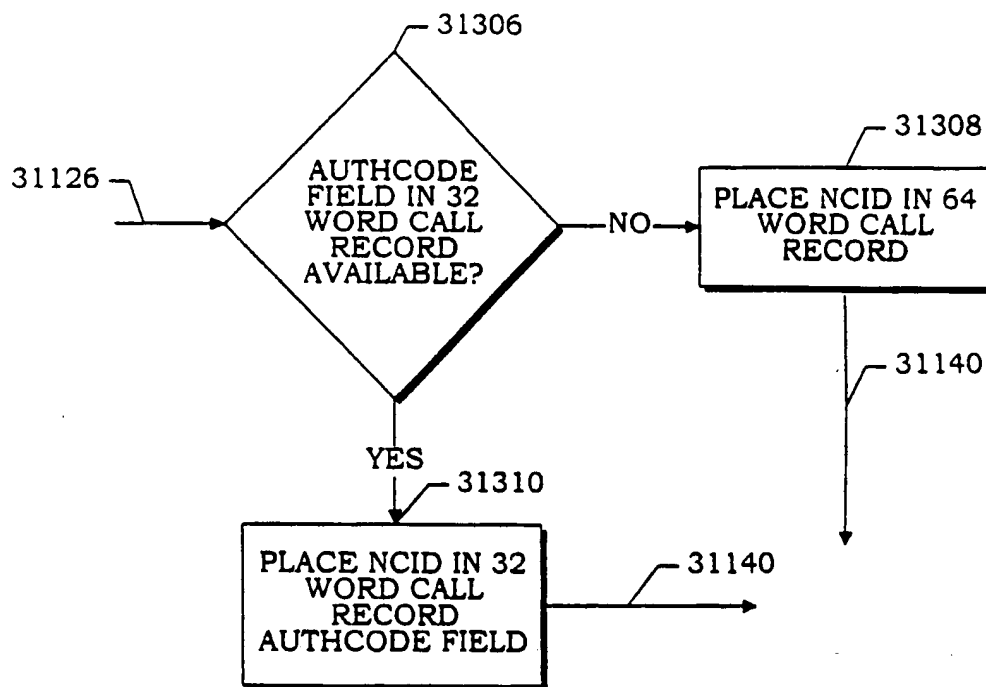 31306
31308
31126
AUTHCODE
FIELD IN 32
WORD CALL
RECORD
AVAILABLE?
NO
PLACE NCID IN 64
WORD CALL
RECORD
31140
YES
31310
PLACE NCID IN 32
WORD CALL
RECORD
AUTHCODE FIELD
31140